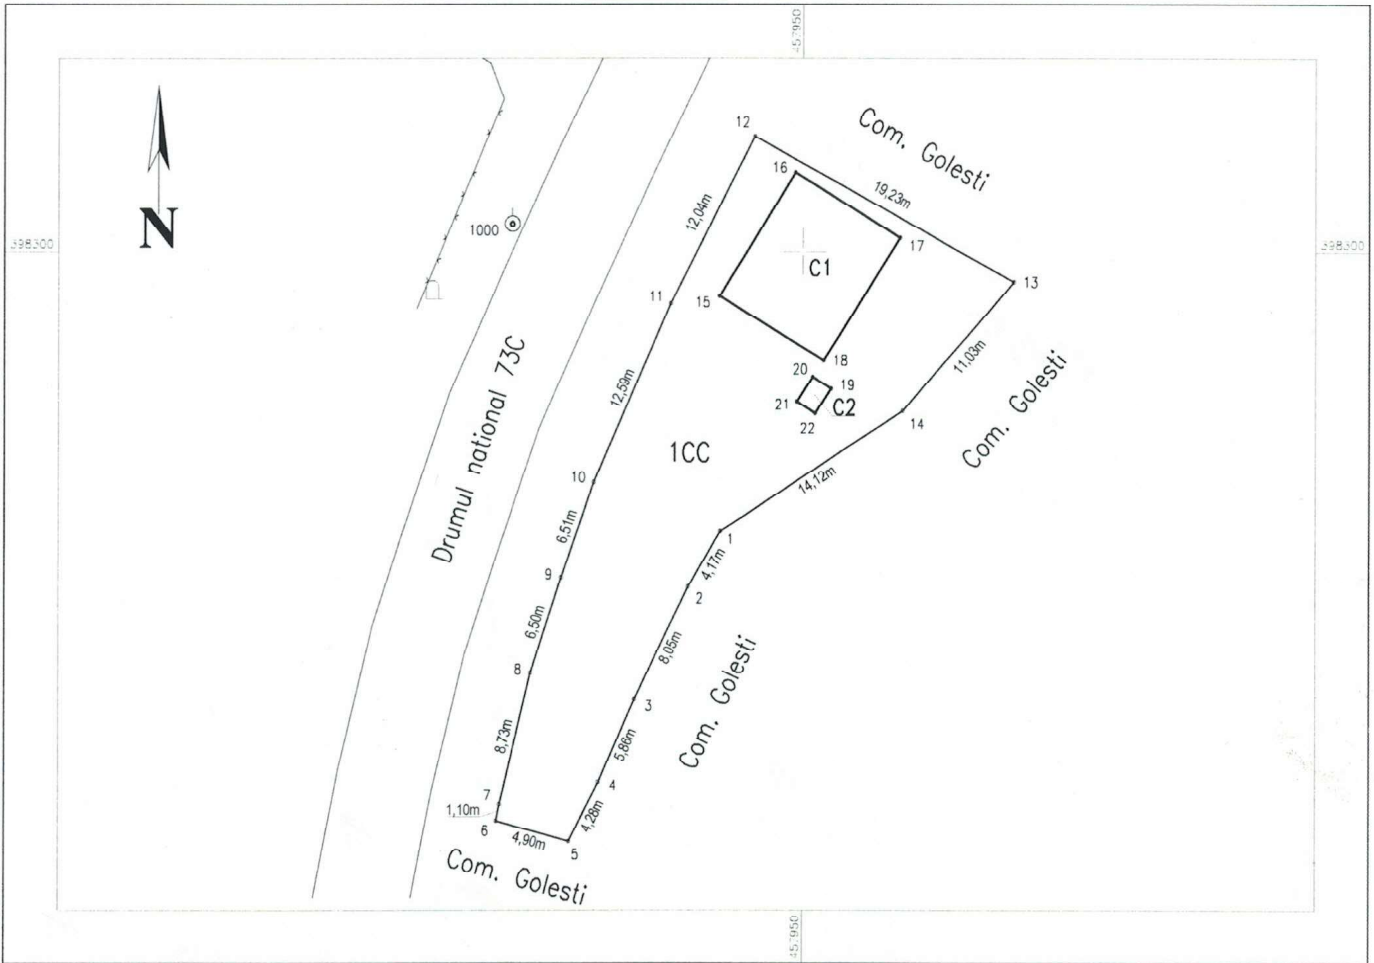 457950
12
Com. Golesti
16
19,23m
12,04m
1000
N
398300
398300
17
C1
13
11
15
18
11,03m
Drumul national 73C
20
19
12,59m
21
C2
22
14
Com. Golesti
1CC
10
14,12m
6,51m
1
4,17m
9
2
6,50m
8,05m
8
Com. Golesti
3
8,73m
5,86m
4
7
1,10m
4,28m
6
4,90m
5
Com. Golesti
457950